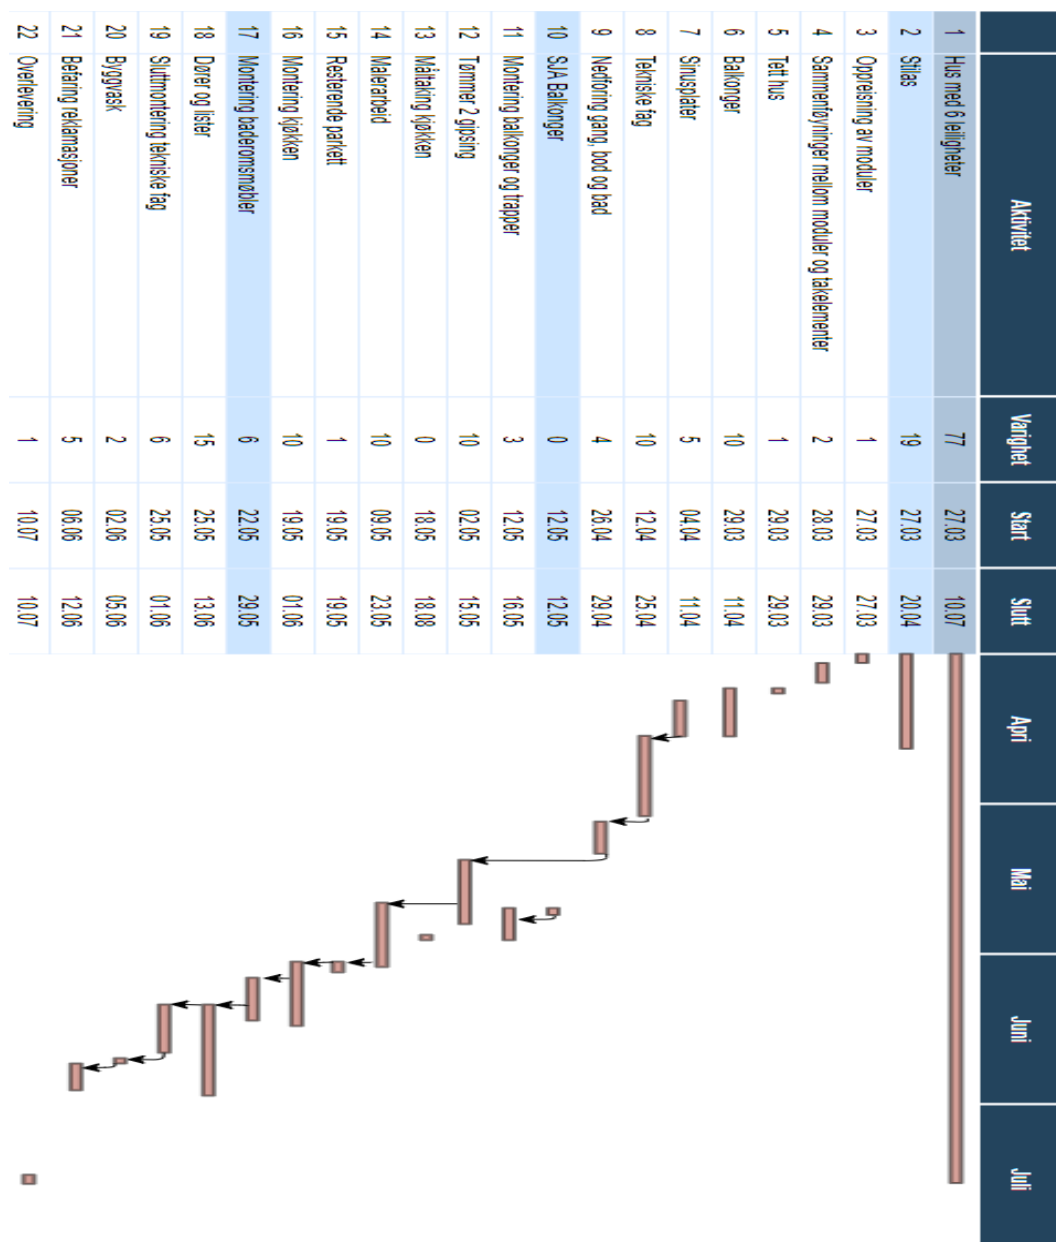 Aktivitet Varighet Start Slutt Apri Mai Juni Juli
1 Hus med 6 leiligheter 77 27.03 10.07
2 Stilas 19 27.03 20.04
3 Oppreisning av moduler 1 27.03 27.03
4 Sammenføyninger mellom moduler og takelementer 2 28.03 29.03
5 Tett hus 1 29.03 29.03
6 Balkonger 10 29.03 11.04
7 Sinusplater 5 04.04 11.04
8 Tekniske fag 10 12.04 25.04
9 Nedforing gang, bod og bad 4 26.04 29.04
10 SJA Balkonger 0 12.05 12.05
11 Montering balkonger og trapper 3 12.05 16.05
12 Tømmer 2 gipsing 10 02.05 15.05
13 Måltaking kjøkken 0 18.05 18.08
14 Malerarbeid 10 09.05 23.05
15 Resterende parkett 1 19.05 19.05
16 Montering kjøkken 10 19.05 01.06
17 Montering baderomsmøbler 6 22.05 29.05
18 Dører og lister 15 25.05 13.06
19 Sluttmontering tekniske fag 6 25.05 01.06
20 Byggvask 2 02.06 05.06
21 Befaring reklamasjoner 5 06.06 12.06
22 Overlevering 1 10.07 10.07